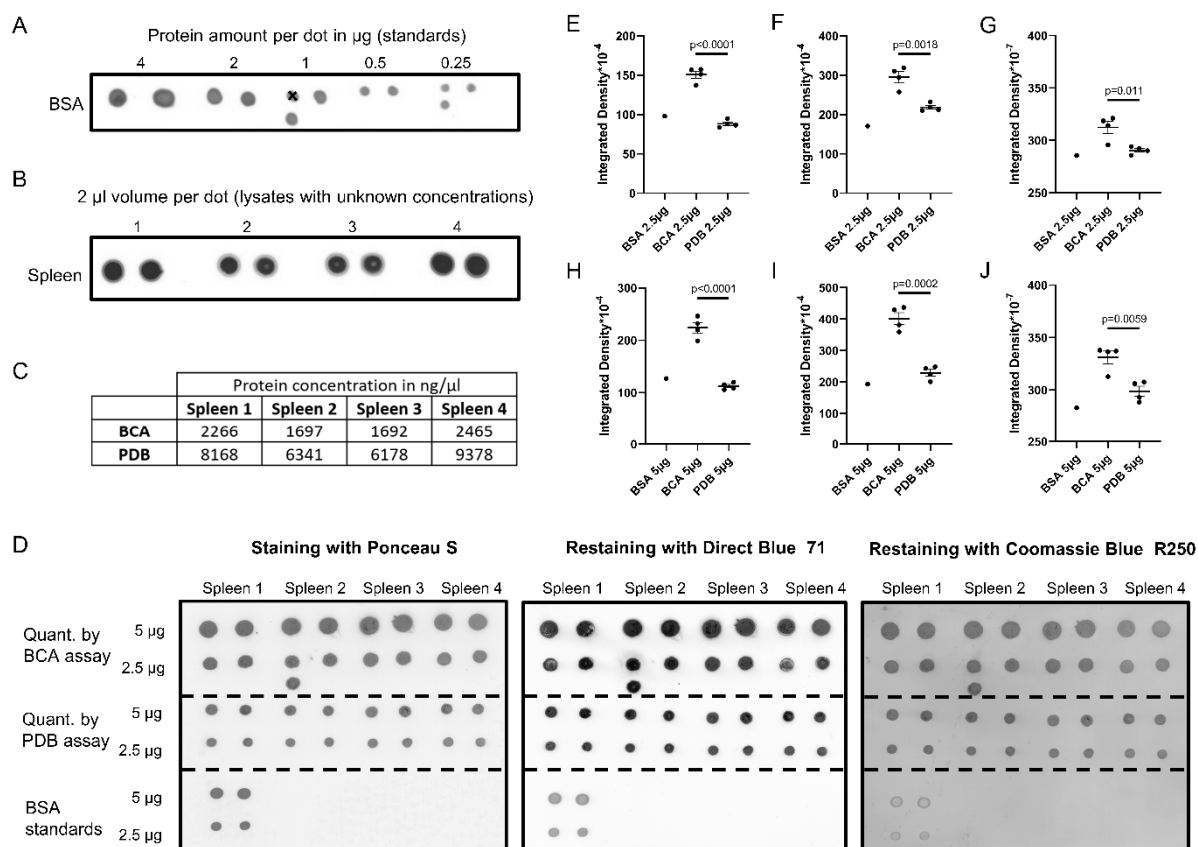 A
Protein amount per dot in µg (standards)
4 2 1 0.5 0.25
BSA
B
2 µl volume per dot (lysates with unknown concentrations)
1 2 3 4
Spleen
C
Protein concentration in ng/µl
Spleen 1 Spleen 2 Spleen 3 Spleen 4
BCA 2266 1697 1692 2465
PDB 8168 6341 6178 9378
E
Integrated Density*10⁻⁴
200
150
100
50
0
p<0.0001
BSA 2.5µg
BCA 2.5µg
PDB 2.5µg
F
Integrated Density*10⁻⁴
400
300
200
100
0
p=0.0018
BSA 2.5µg
BCA 2.5µg
PDB 2.5µg
G
Integrated Density*10⁻⁷
400
350
300
250
p=0.011
BSA 2.5µg
BCA 2.5µg
PDB 2.5µg
H
Integrated Density*10⁻⁴
300
200
100
0
p<0.0001
BSA 5µg
BCA 5µg
PDB 5µg
I
Integrated Density*10⁻⁴
500
400
300
200
100
0
p=0.0002
BSA 5µg
BCA 5µg
PDB 5µg
J
Integrated Density*10⁻⁷
400
350
300
250
p=0.0059
BSA 5µg
BCA 5µg
PDB 5µg
D
Staining with Ponceau S
Restaining with Direct Blue 71
Restaining with Coomassie Blue R250
Spleen 1 Spleen 2 Spleen 3 Spleen 4
Spleen 1 Spleen 2 Spleen 3 Spleen 4
Spleen 1 Spleen 2 Spleen 3 Spleen 4
Quant. by
BCA assay
5 µg
2.5 µg
Quant. by
PDB assay
5 µg
2.5 µg
BSA
standards
5 µg
2.5 µg